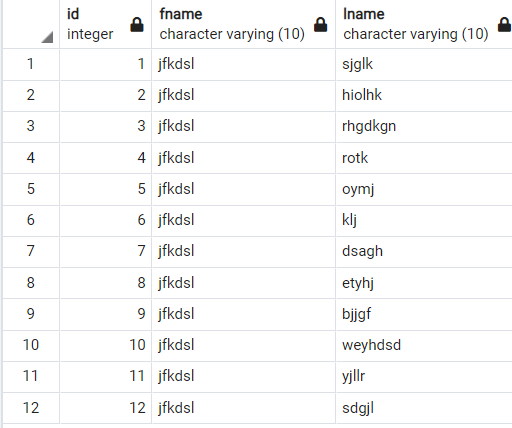 id fname lname
integer character varying (10) character varying (10)
1 1 jfkdsl sjglk
2 2 jfkdsl hiolhk
3 3 jfkdsl rhgdkgn
4 4 jfkdsl rotk
5 5 jfkdsl oymj
6 6 jfkdsl klj
7 7 jfkdsl dsagh
8 8 jfkdsl etyhj
9 9 jfkdsl bjjgf
10 10 jfkdsl weyhdsd
11 11 jfkdsl yjllr
12 12 jfkdsl sdgjl